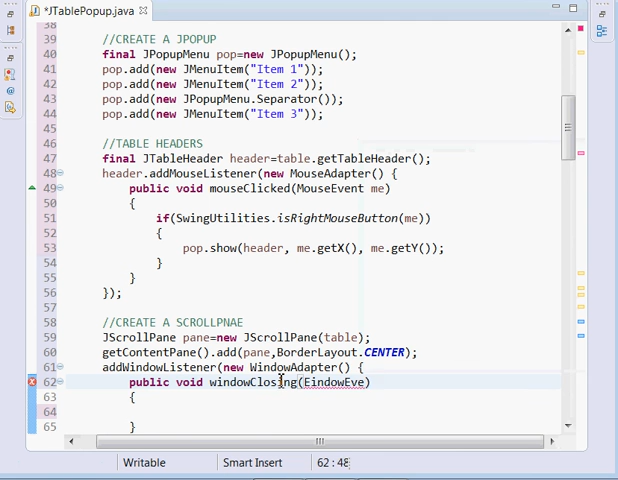 *JTablePopup.java
38
39 //CREATE A JPOPUP
40 final JPopupMenu pop=new JPopupMenu();
41 pop.add(new JMenuItem("Item 1"));
42 pop.add(new JMenuItem("Item 2"));
43 pop.add(new JPopupMenu.Separator());
44 pop.add(new JMenuItem("Item 3"));
45
46 //TABLE HEADERS
47 final JTableHeader header=table.getTableHeader();
48 header.addMouseListener(new MouseAdapter() {
49 public void mouseClicked(MouseEvent me)
50 {
51 if(SwingUtilities.isRightMouseButton(me))
52 {
53 pop.show(header, me.getX(), me.getY());
54 }
55 }
56 });
57
58 //CREATE A SCROLLPNAE
59 JScrollPane pane=new JScrollPane(table);
60 getContentPane().add(pane,BorderLayout.CENTER);
61 addWindowListener(new WindowAdapter() {
62 public void windowClosing(EindowEve)
63 {
64
65 }
Writable Smart Insert 62 : 48